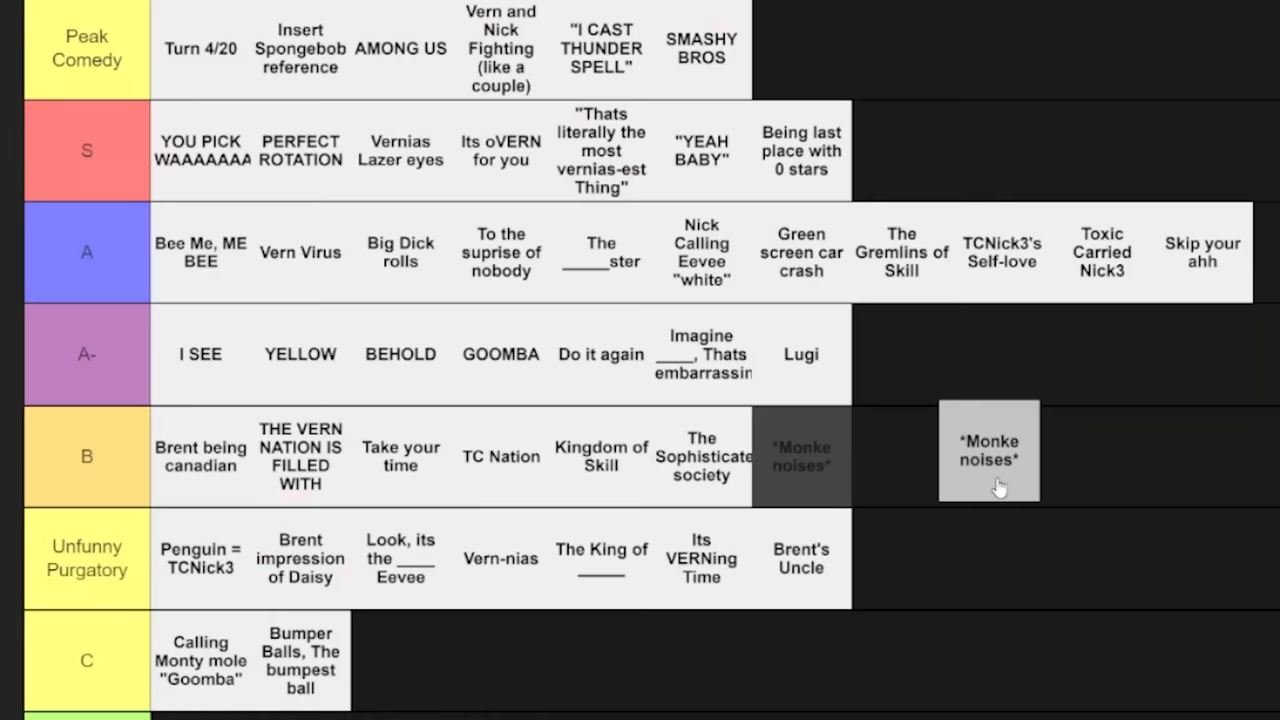 Peak
Comedy
Turn 4/20
Insert
Spongebob
reference
AMONG US
Vern and
Nick
Fighting
(like a
couple)
"I CAST
THUNDER
SPELL"
SMASHY
BROS
S
YOU PICK
WAAAAAAA
PERFECT
ROTATION
Vernias
Lazer eyes
Its oVERN
for you
"Thats
literally the
most
vernias-est
Thing"
"YEAH
BABY"
Being last
place with
0 stars
A
Bee Me, ME
BEE
Vern Virus
Big Dick
rolls
To the
suprise of
nobody
The
_____ster
Nick
Calling
Eevee
"white"
Green
screen car
crash
The
Gremlins of
Skill
TCNick3's
Self-love
Toxic
Carried
Nick3
Skip your
ahh
A-
I SEE
YELLOW
BEHOLD
GOOMBA
Do it again
Imagine
____, Thats
embarrassin
Lugi
B
Brent being
canadian
THE VERN
NATION IS
FILLED
WITH
Take your
time
TC Nation
Kingdom of
Skill
The
Sophisticate
society
*Monke
noises*
*Monke
noises*
Unfunny
Purgatory
Penguin =
TCNick3
Brent
impression
of Daisy
Look, its
the ____
Eevee
Vern-nias
The King of
_____
Its
VERNing
Time
Brent's
Uncle
C
Calling
Monty mole
"Goomba"
Bumper
Balls, The
bumpest
ball